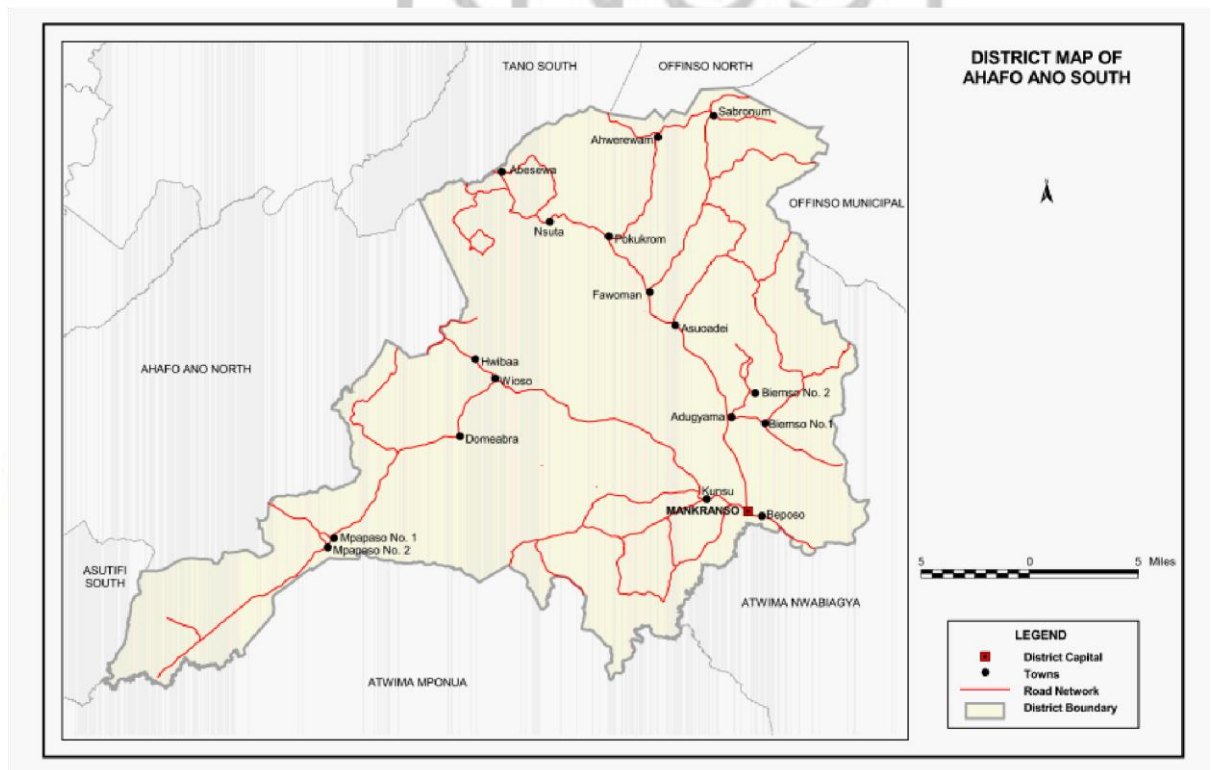 DISTRICT MAP OF
AHAFO ANO SOUTH
TANO SOUTH
OFFINSO NORTH
Sabronum
Ahwerewam
Abesewa
OFFINSO MUNICIPAL
Nsuta
Pokukrom
Fawoman
Asuoadei
Hwibaa
AHAFO ANO NORTH
Wioso
Biemso No. 2
Adugyama
Biemso No.1
Domeabra
Kunsu
MANKRANSO
Beposo
Mpapaso No. 1
Mpapaso No. 2
ASUTIFI
SOUTH
5 0 5 Miles
ATWIMA NWABIAGYA
ATWIMA MPONUA
LEGEND
District Capital
Towns
Road Network
District Boundary